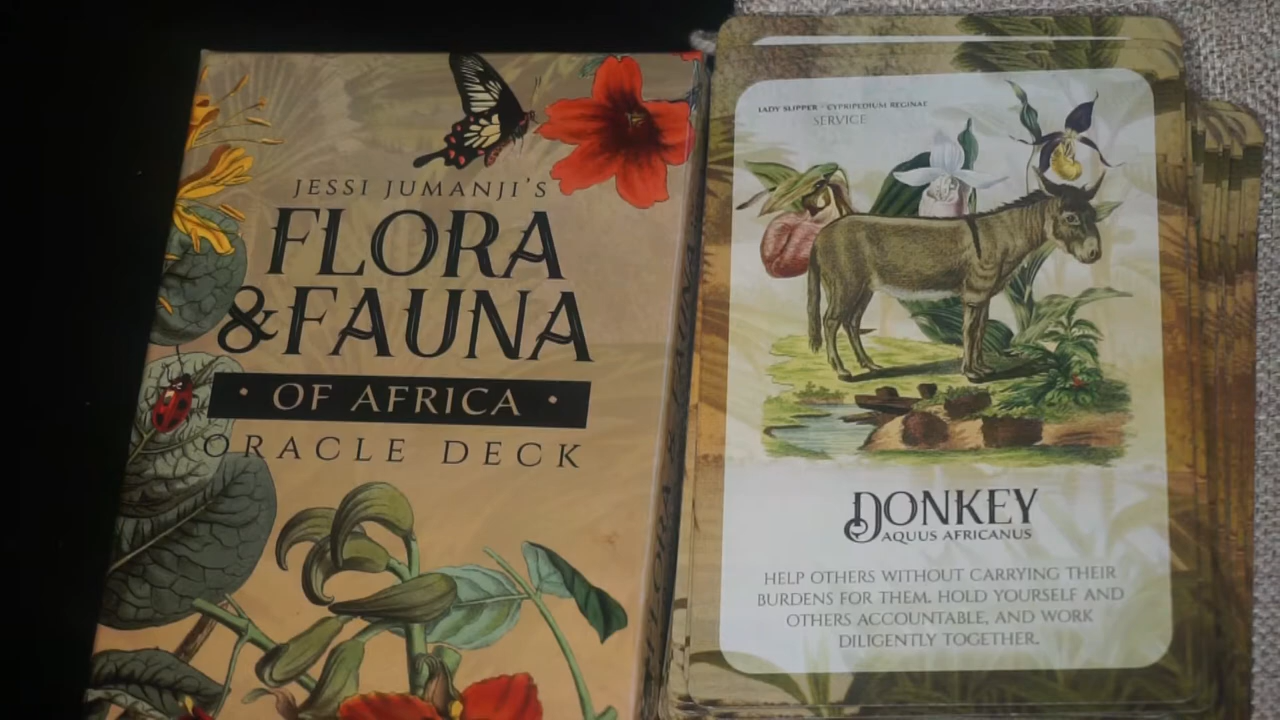 JESSI JUMANJI'S
FLORA
&FAUNA
• OF AFRICA •
ORACLE DECK
LADY SLIPPER - CYPRIPEDIUM REGINAE
SERVICE
DONKEY
AQUUS AFRICANUS
HELP OTHERS WITHOUT CARRYING THEIR
BURDENS FOR THEM. HOLD YOURSELF AND
OTHERS ACCOUNTABLE, AND WORK
DILIGENTLY TOGETHER.